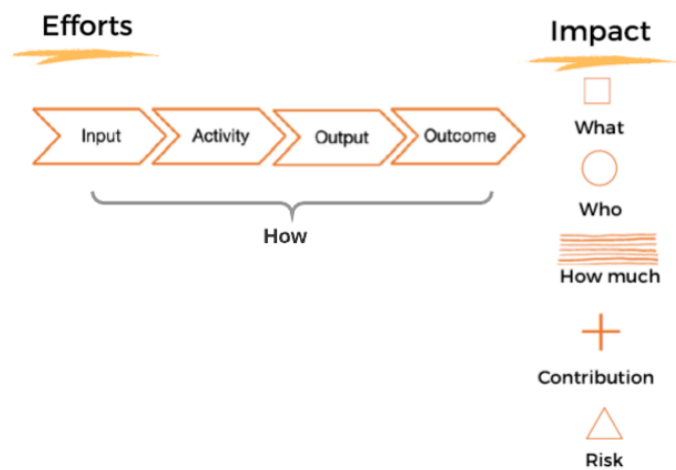 Efforts
Impact
Input
Activity
Output
Outcome
How
What
Who
How much
Contribution
Risk